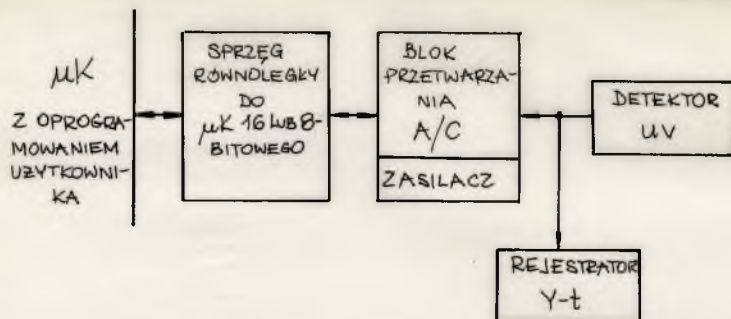 μK
Z OPROGRA-
MOWANIEM
UŻYTKOWNI-
KA
SPRZĘG
RÓWNOLEGŁY
DO
μK 16 LUB 8-
BITOWEGO
BLOK
PRZETWARZA-
NIA
A/C
ZASILACZ
DETEKTOR
UV
REJESTRATOR
Y-t